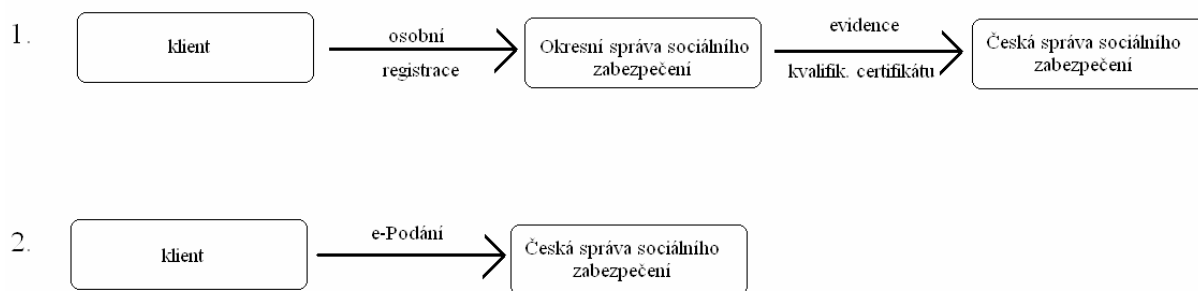 1.
klient
osobní
registrace
Okresní správa sociálního
zabezpečení
evidence
kvalifik. certifikátu
Česká správa sociálního
zabezpečení
2.
klient
e-Podání
Česká správa sociálního
zabezpečení